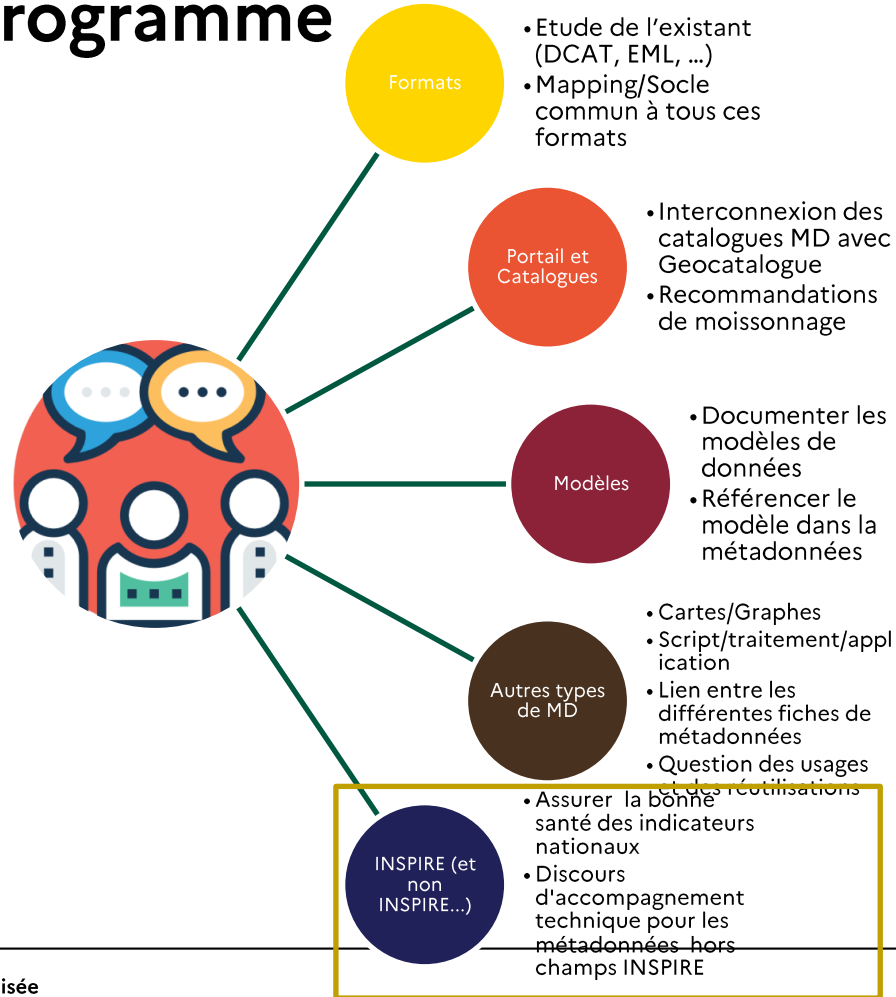 rogramme
Formats
• Etude de l’existant
(DCAT, EML, …)
• Mapping/Socle
commun à tous ces
formats
Portail et
Catalogues
• Interconnexion des
catalogues MD avec
Geocatalogue
• Recommandations
de moissonnage
Modèles
• Documenter les
modèles de
données
• Référencer le
modèle dans la
métadonnées
Autres types
de MD
• Cartes/Graphes
• Script/traitement/appl
ication
• Lien entre les
différentes fiches de
métadonnées
• Question des usages
et des réutilisations
INSPIRE (et
non
INSPIRE...)
• Assurer  la bonne
santé des indicateurs
nationaux
• Discours
d'accompagnement
technique pour les
métadonnées  hors
champs INSPIRE
isée